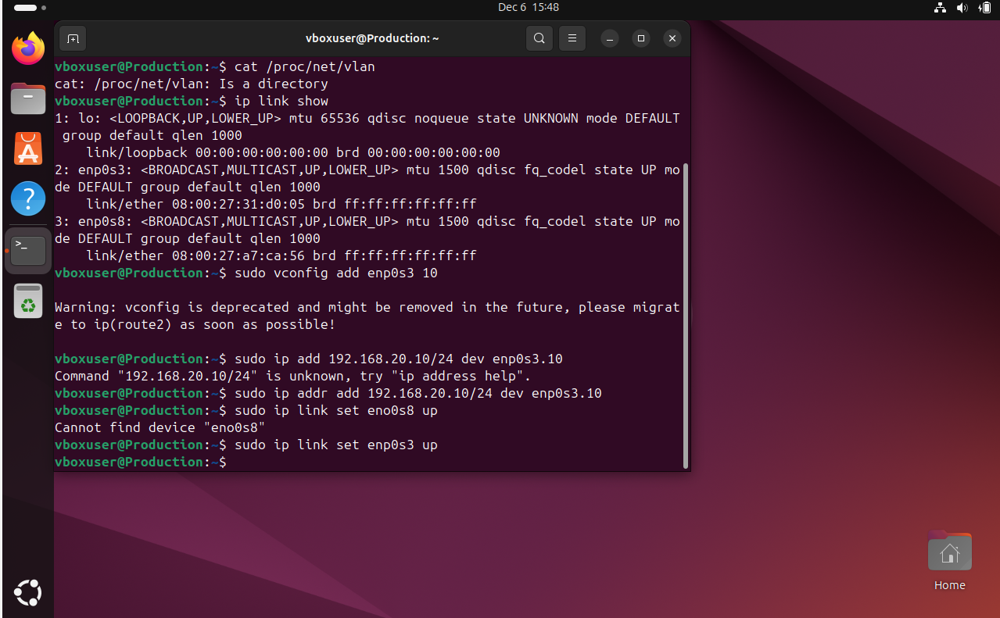 Dec 6 15:48
vboxuser@Production: ~
vboxuser@Production:~$ cat /proc/net/vlan
cat: /proc/net/vlan: Is a directory
vboxuser@Production:~$ ip link show
1: lo: <LOOPBACK,UP,LOWER_UP> mtu 65536 qdisc noqueue state UNKNOWN mode DEFAULT
 group default qlen 1000
    link/loopback 00:00:00:00:00:00 brd 00:00:00:00:00:00
2: enp0s3: <BROADCAST,MULTICAST,UP,LOWER_UP> mtu 1500 qdisc fq_codel state UP mo
de DEFAULT group default qlen 1000
    link/ether 08:00:27:31:d0:05 brd ff:ff:ff:ff:ff:ff
3: enp0s8: <BROADCAST,MULTICAST,UP,LOWER_UP> mtu 1500 qdisc fq_codel state UP mo
de DEFAULT group default qlen 1000
    link/ether 08:00:27:a7:ca:56 brd ff:ff:ff:ff:ff:ff
vboxuser@Production:~$ sudo vconfig add enp0s3 10
Warning: vconfig is deprecated and might be removed in the future, please migrat
e to ip(route2) as soon as possible!
vboxuser@Production:~$ sudo ip add 192.168.20.10/24 dev enp0s3.10
Command "192.168.20.10/24" is unknown, try "ip address help".
vboxuser@Production:~$ sudo ip addr add 192.168.20.10/24 dev enp0s3.10
vboxuser@Production:~$ sudo ip link set eno0s8 up
Cannot find device "eno0s8"
vboxuser@Production:~$ sudo ip link set enp0s3 up
vboxuser@Production:~$
Home